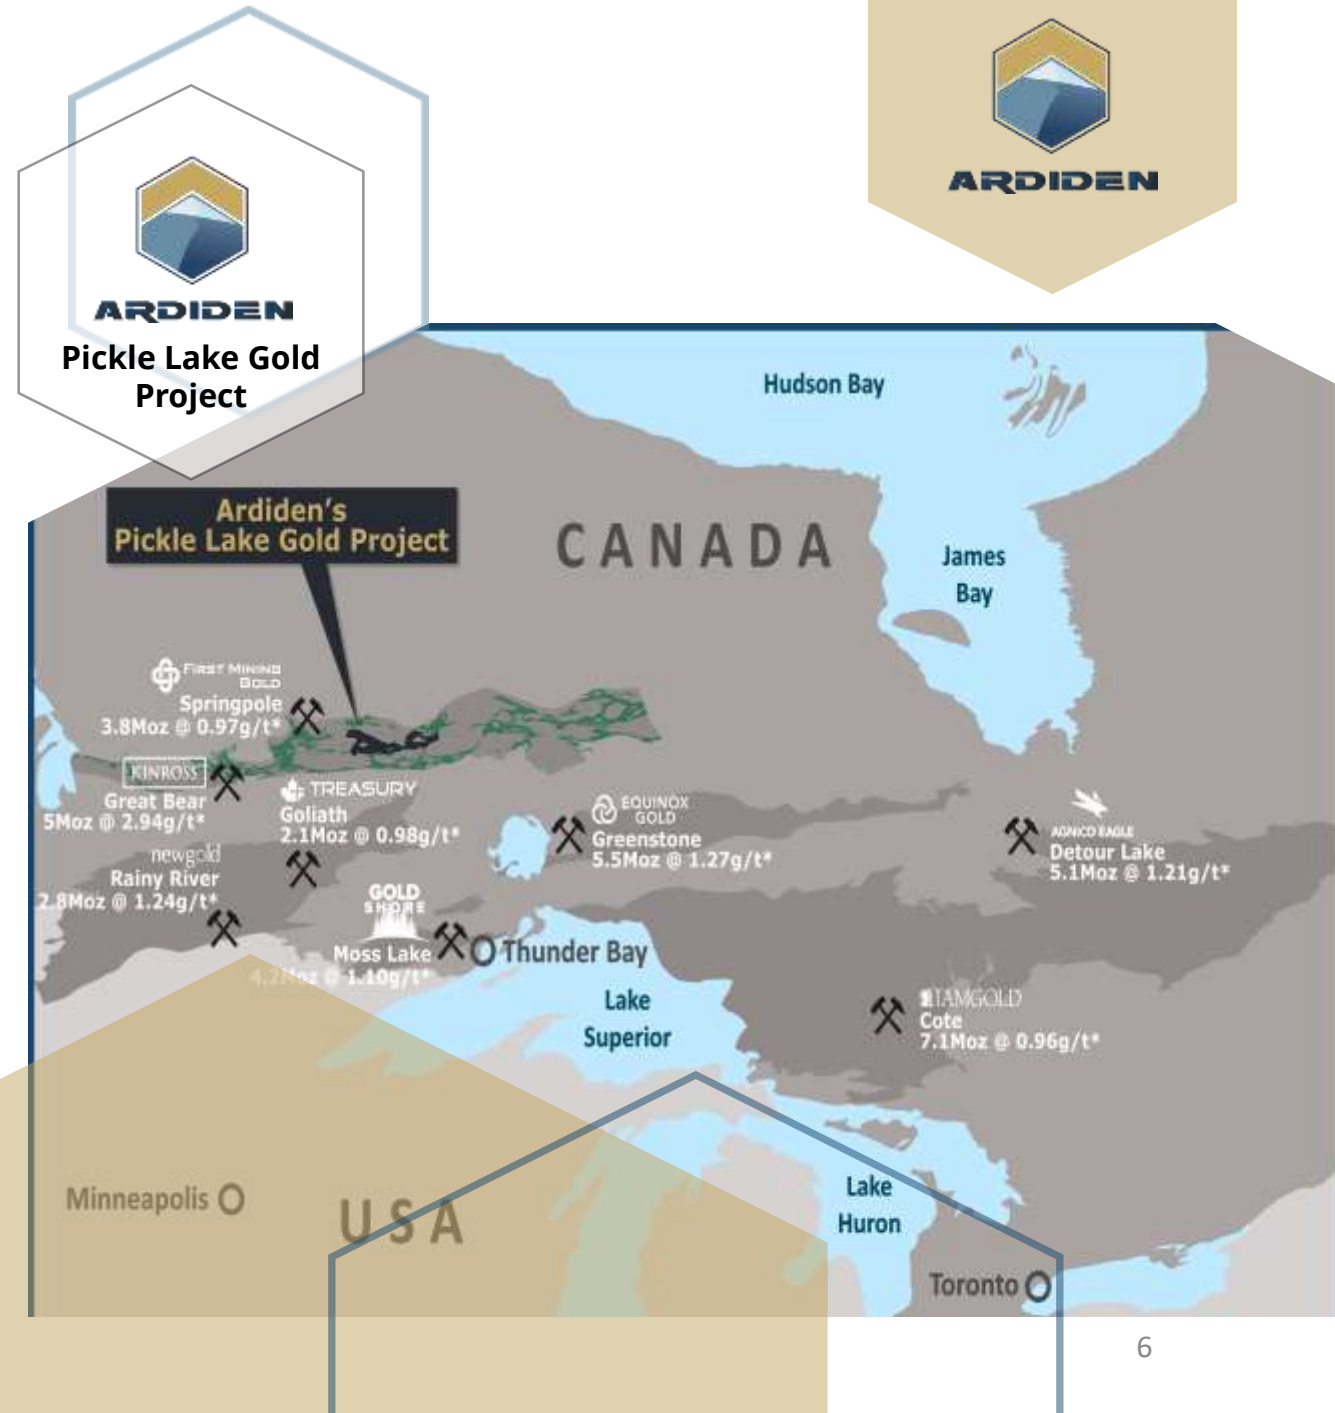 ARDIDEN
ARDIDEN
Pickle Lake Gold
Project
Hudson Bay
Ardiden's
Pickle Lake Gold Project
CANADA
James
Bay
FIRST MINING
GOLD
Springpole
3.8Moz @ 0.97g/t*
KINROSS
Great Bear
5Moz @ 2.94g/t*
TREASURY
Goliath
2.1Moz @ 0.98g/t*
EQUINOX
GOLD
Greenstone
5.5Moz @ 1.27g/t*
AGNICO EAGLE
Detour Lake
5.1Moz @ 1.21g/t*
newgold
Rainy River
2.8Moz @ 1.24g/t*
GOLD
SHORE
Moss Lake
4.2Moz @ 1.10g/t*
Thunder Bay
Lake
Superior
IAMGOLD
Cote
7.1Moz @ 0.96g/t*
Minneapolis
USA
Lake
Huron
Toronto
6